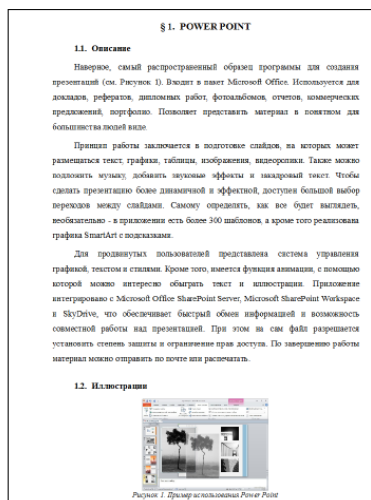 § 1. POWER POINT
1.1. Описание
Наверное, самый распространенный образец программы для создания
презентаций (см. Рисунок 1). Входит в пакет Microsoft Office. Используется для
докладов, рефератов, дипломных работ, фотоальбомов, отчетов, коммерческих
предложений, портфолио. Позволяет представить материал в понятном для
большинства людей виде.
Принцип работы заключается в подготовке слайдов, на которых может
размещаться текст, графики, таблицы, изображения, видеоролики. Также можно
подложить музыку, добавить звуковые эффекты и закадровый текст. Чтобы
сделать презентацию более динамичной и эффектной, доступен большой выбор
переходов между слайдами. Самому определять, как все будет выглядеть,
необязательно - в приложении есть более 300 шаблонов, а кроме того реализована
графика SmartArt с подсказками.
Для продвинутых пользователей представлена система управления
графикой, текстом и стилями. Кроме того, имеется функция анимации, с помощью
которой можно интересно обыграть текст и иллюстрации. Приложение
интегрировано с Microsoft Office SharePoint Server, Microsoft SharePoint Workspace
и SkyDrive, что обеспечивает быстрый обмен информацией и возможность
совместной работы над презентацией. При этом на сам файл разрешается
установить степень защиты и ограничение прав доступа. По завершению работы
материал можно отправить по почте или распечатать.
1.2. Иллюстрации
Рисунок 1. Пример использования Power Point